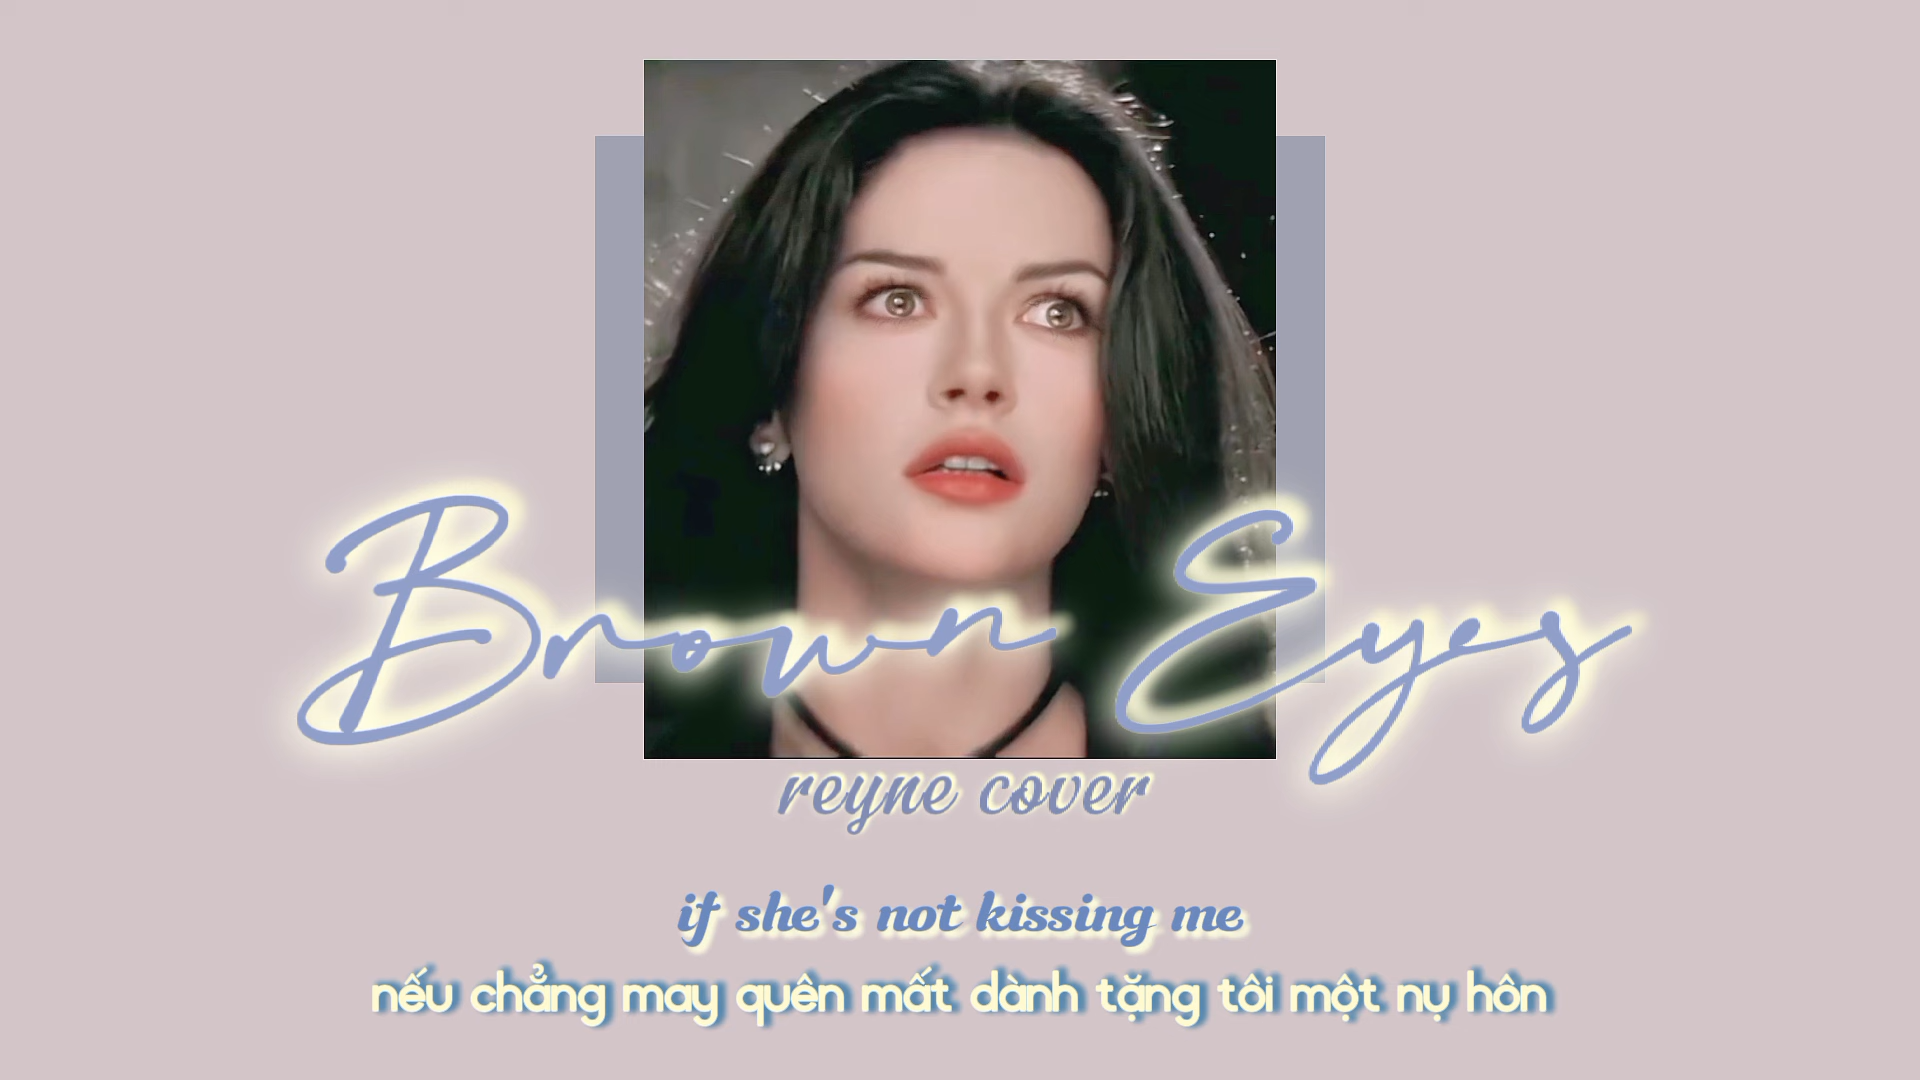 Brown Eyes
reyne cover
if she's not kissing me
nếu chẳng may quên mất dành tặng tôi một nụ hôn